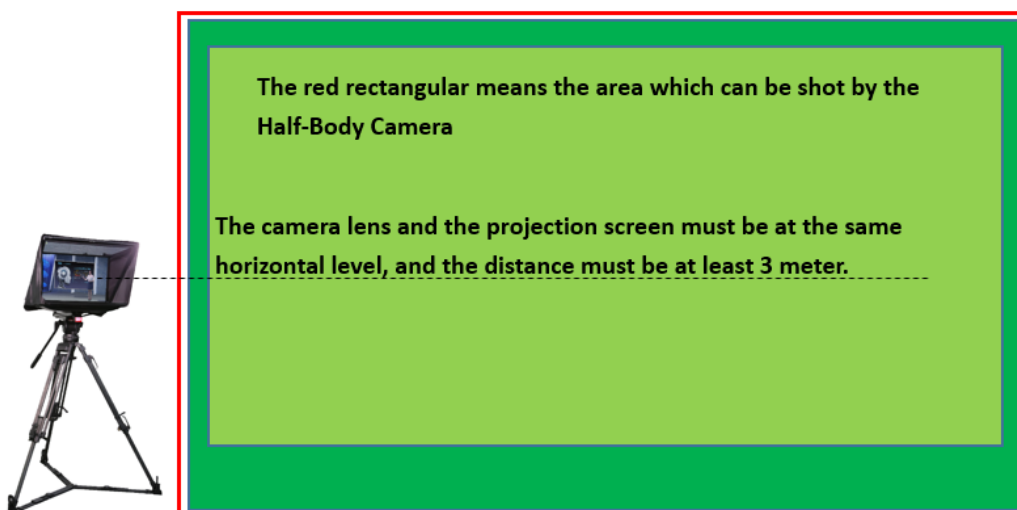 The red rectangular means the area which can be shot by the
Half-Body Camera
The camera lens and the projection screen must be at the same
horizontal level, and the distance must be at least 3 meter.